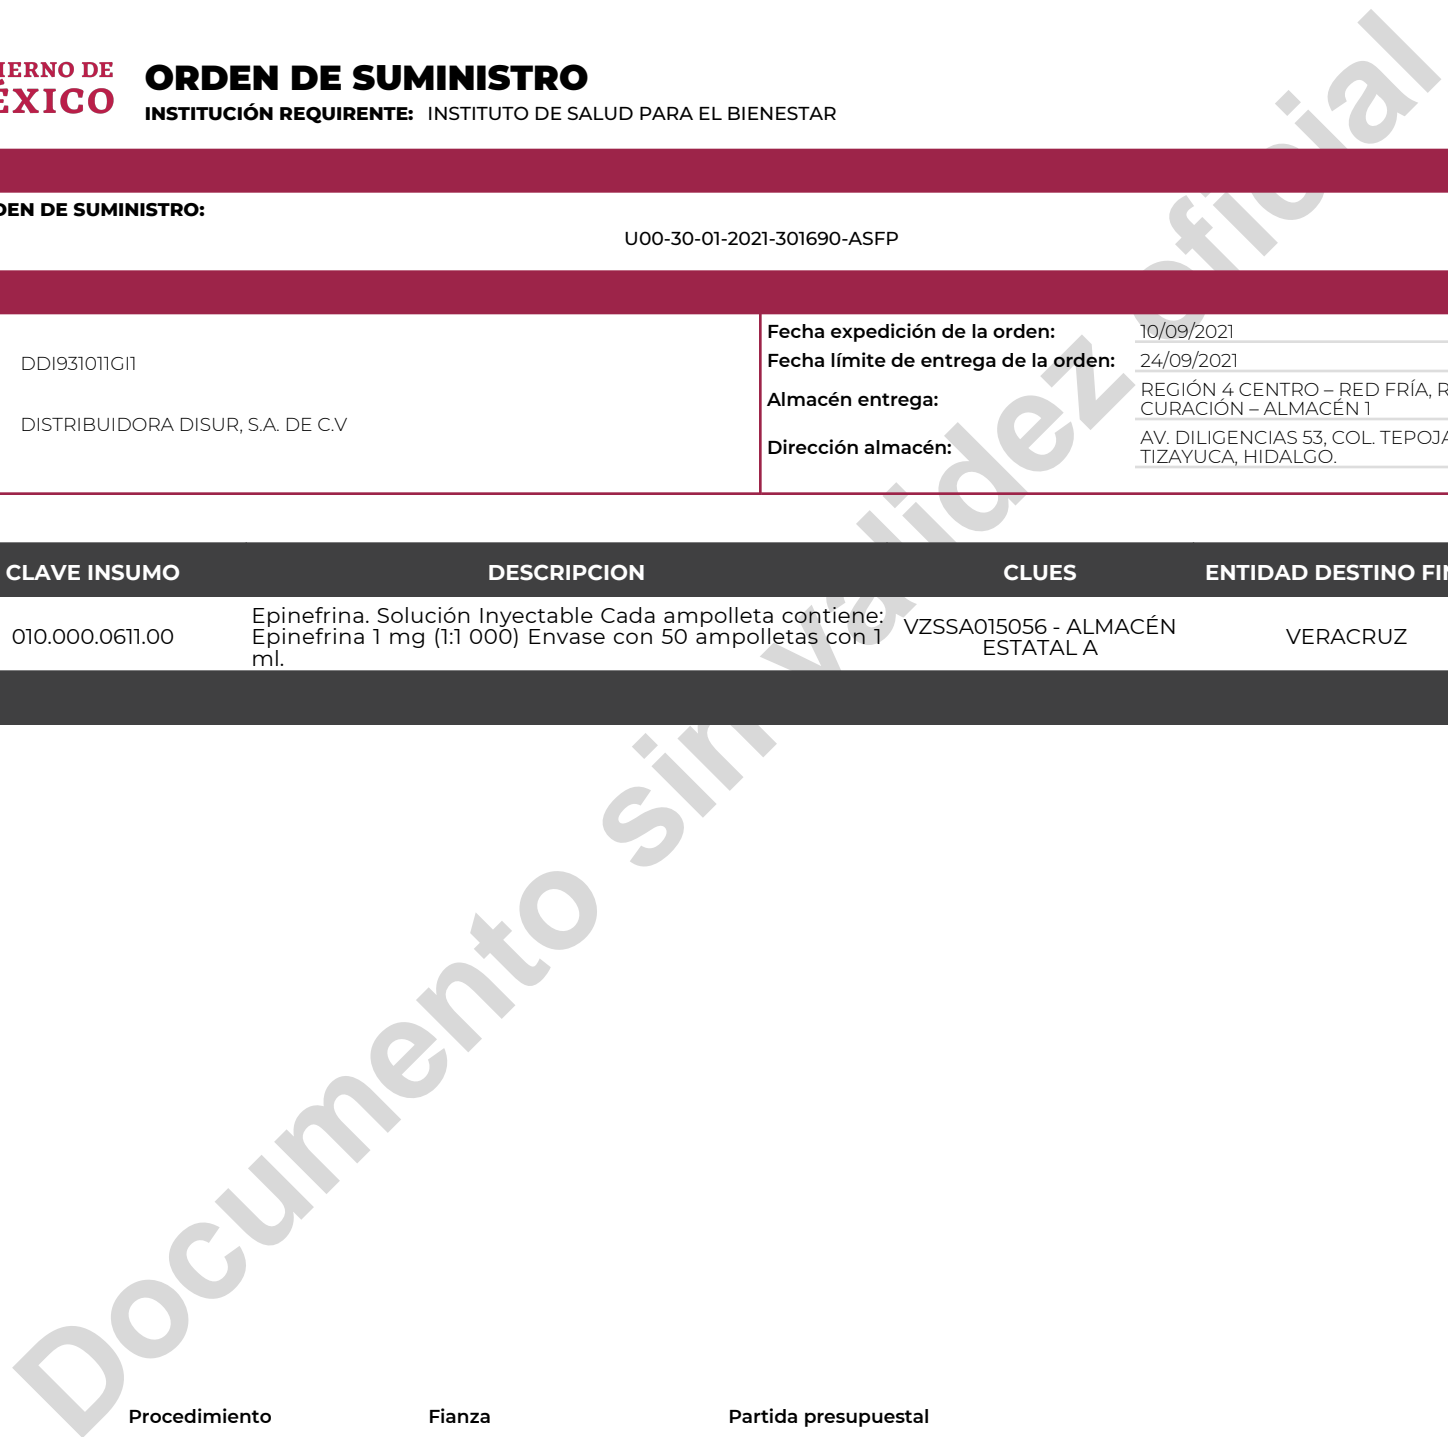 IERNO DE
ÉXICO
ORDEN DE SUMINISTRO
INSTITUCIÓN REQUIRENTE: INSTITUTO DE SALUD PARA EL BIENESTAR
DEN DE SUMINISTRO:
U00-30-01-2021-301690-ASFP
DDI931011GI1
DISTRIBUIDORA DISUR, S.A. DE C.V
Fecha expedición de la orden: 10/09/2021
Fecha límite de entrega de la orden: 24/09/2021
Almacén entrega: REGIÓN 4 CENTRO – RED FRÍA, R
CURACIÓN – ALMACÉN 1
Dirección almacén: AV. DILIGENCIAS 53, COL. TEPOJA
TIZAYUCA, HIDALGO.
CLAVE INSUMO DESCRIPCION CLUES ENTIDAD DESTINO FIN
010.000.0611.00
Epinefrina. Solución Inyectable Cada ampolleta contiene:
Epinefrina 1 mg (1:1 000) Envase con 50 ampolletas con 1
ml.
VZSSA015056 - ALMACÉN
ESTATAL A
VERACRUZ
Documento sin validez oficial
Procedimiento Fianza Partida presupuestal